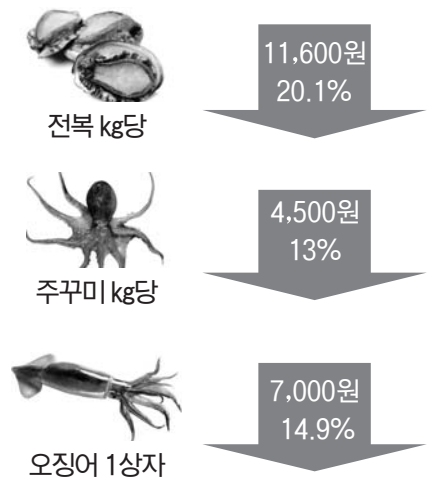 11,600원
20.1%
전복 kg당
4,500원
13%
주꾸미 kg당
7,000원
14.9%
오징어 1상자